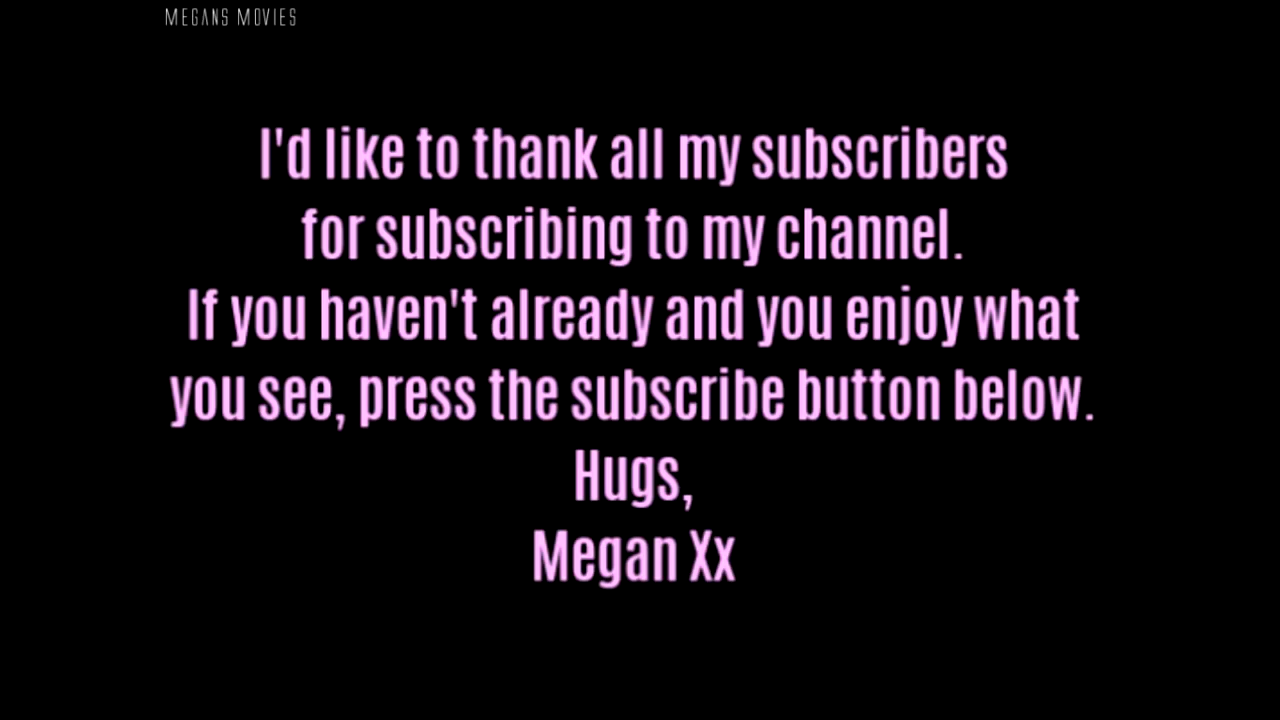 MEGANS MOVIES
I'd like to thank all my subscribers
for subscribing to my channel.
If you haven't already and you enjoy what
you see, press the subscribe button below.
Hugs,
Megan Xx